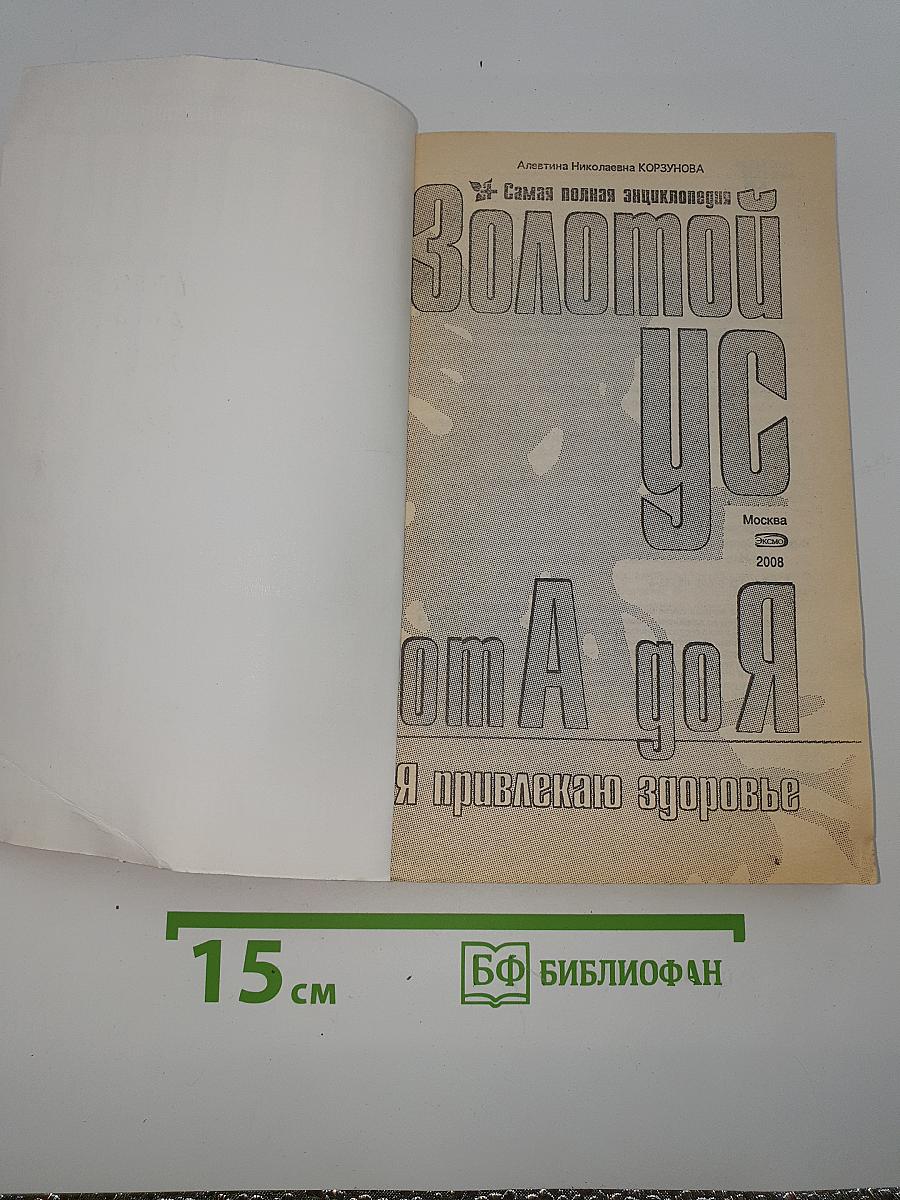 Алевтина Николаевна КОРЗУНОВА
Самая полная энциклопедия
Золотой
ус
Москва
ЭКСМО
2008
от А до Я
Я привлекаю здоровье
15 см
БФ БИБЛИОФАН